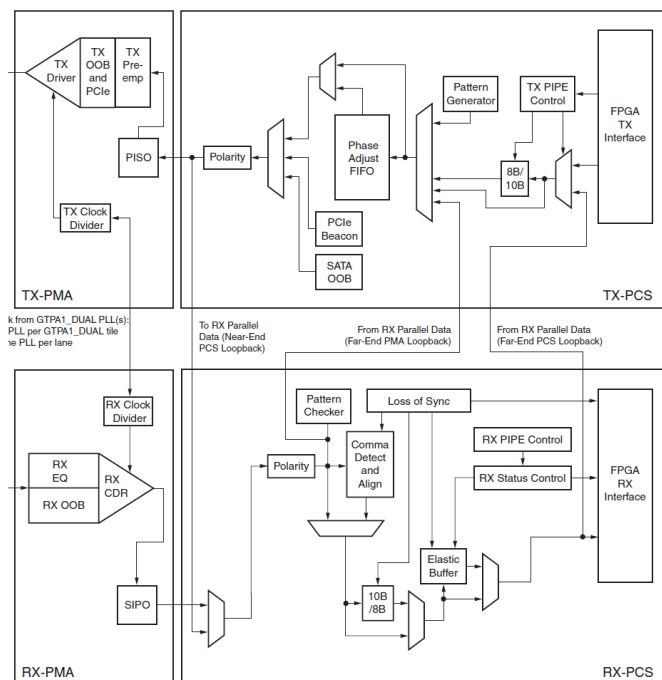 TX
Driver
TX
OOB
and
PCIe
TX
Pre-
emp
PISO
TX Clock
Divider
TX-PMA
Polarity
Phase
Adjust
FIFO
PCIe
Beacon
SATA
OOB
Pattern
Generator
TX PIPE
Control
8B/
10B
FPGA
TX
Interface
TX-PCS
k from GTPA1_DUAL PLL(s):
PLL per GTPA1_DUAL tile
ne PLL per lane
To RX Parallel
Data (Near-End
PCS Loopback)
From RX Parallel Data
(Far-End PMA Loopback)
From RX Parallel Data
(Far-End PCS Loopback)
RX Clock
Divider
RX
EQ
RX OOB
RX
CDR
SIPO
RX-PMA
Pattern
Checker
Loss of Sync
Polarity
Comma
Detect
and
Align
RX PIPE Control
RX Status Control
Elastic
Buffer
10B
/8B
FPGA
RX
Interface
RX-PCS